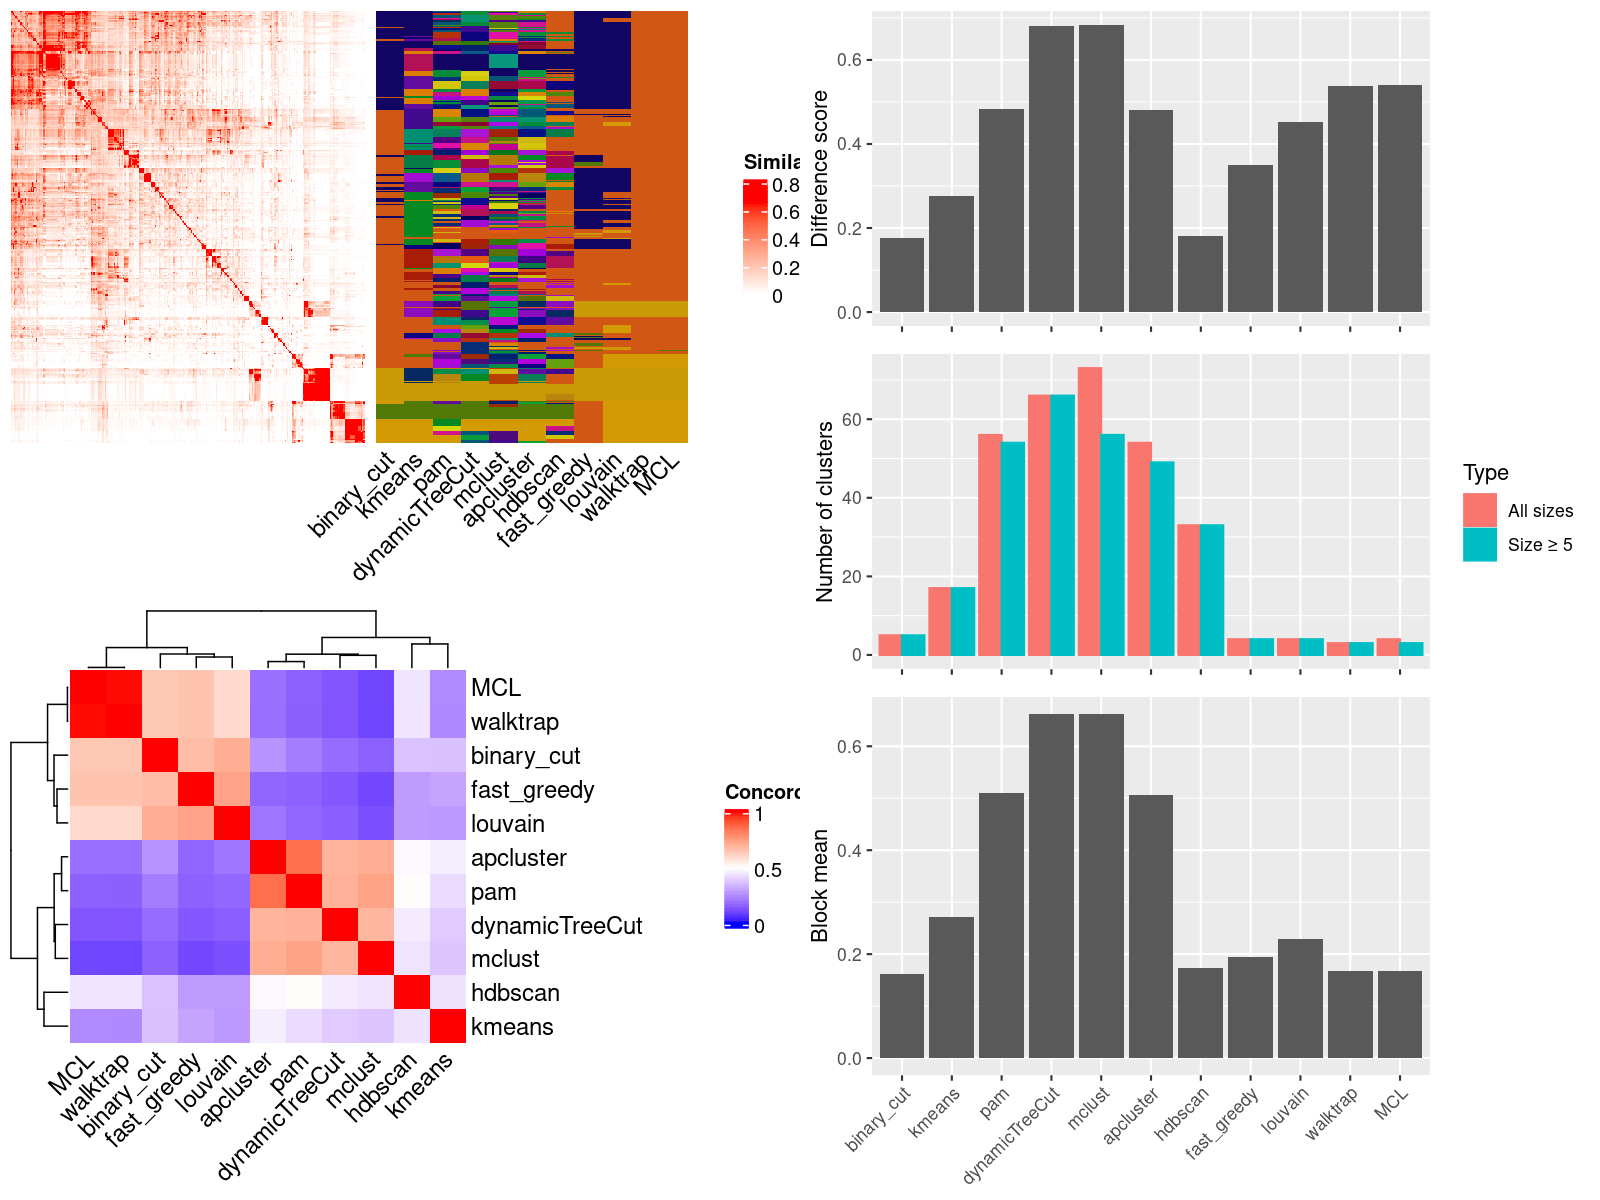 Simila
0.8
0.6
0.4
0.2
0
binary_cut
kmeans
pam
dynamicTreeCut
mclust
apcluster
hdbscan
fast_greedy
louvain
walktrap
MCL
MCL
walktrap
binary_cut
fast_greedy
louvain
apcluster
pam
dynamicTreeCut
mclust
hdbscan
kmeans
MCL
walktrap
binary_cut
fast_greedy
louvain
apcluster
pam
dynamicTreeCut
mclust
hdbscan
kmeans
Concord
1
0.5
0
Difference score
0.6
0.4
0.2
0.0
Number of clusters
60
40
20
0
Type
All sizes
Size ≥ 5
Block mean
0.6
0.4
0.2
0.0
binary_cut
kmeans
pam
dynamicTreeCut
mclust
apcluster
hdbscan
fast_greedy
louvain
walktrap
MCL